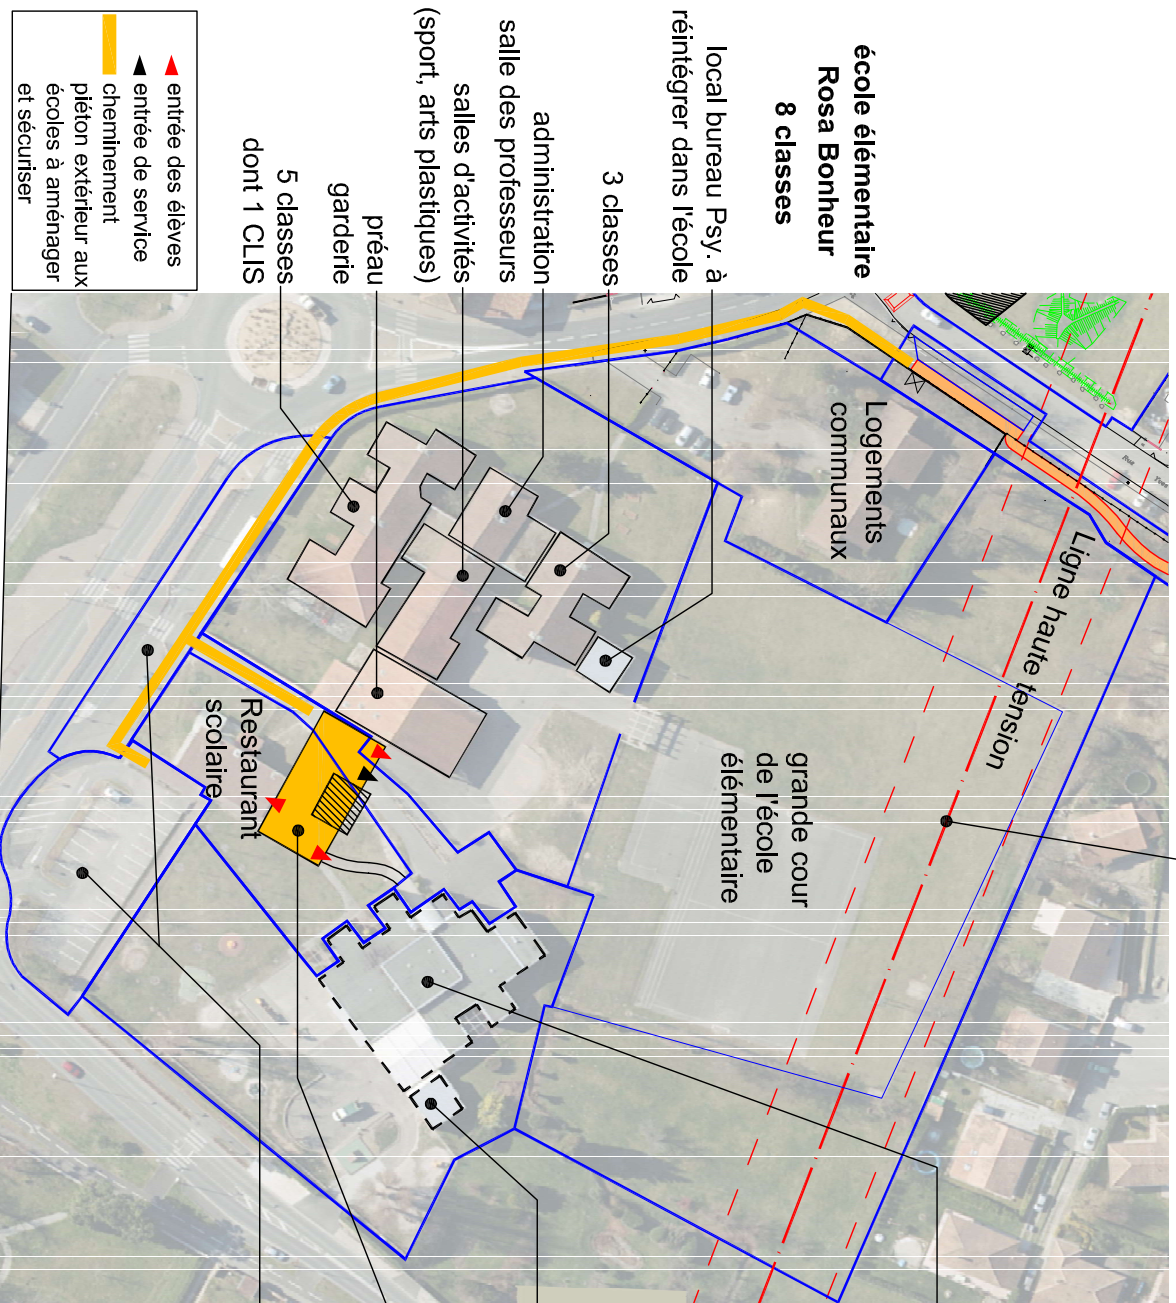 école élémentaire
Rosa Bonheur
8 classes
local bureau Psy. à
réintégrer dans l'école
3 classes
administration
salle des professeurs
salles d'activités
(sport, arts plastiques)
préau
garderie
5 classes
dont 1 CLIS
entrée des élèves
entrée de service
cheminement
piéton extérieur aux
écoles à aménager
et sécuriser
Logements
communaux
Ligne haute tension
grande cour
de l'école
élémentaire
Restaurant
scolaire
Rue